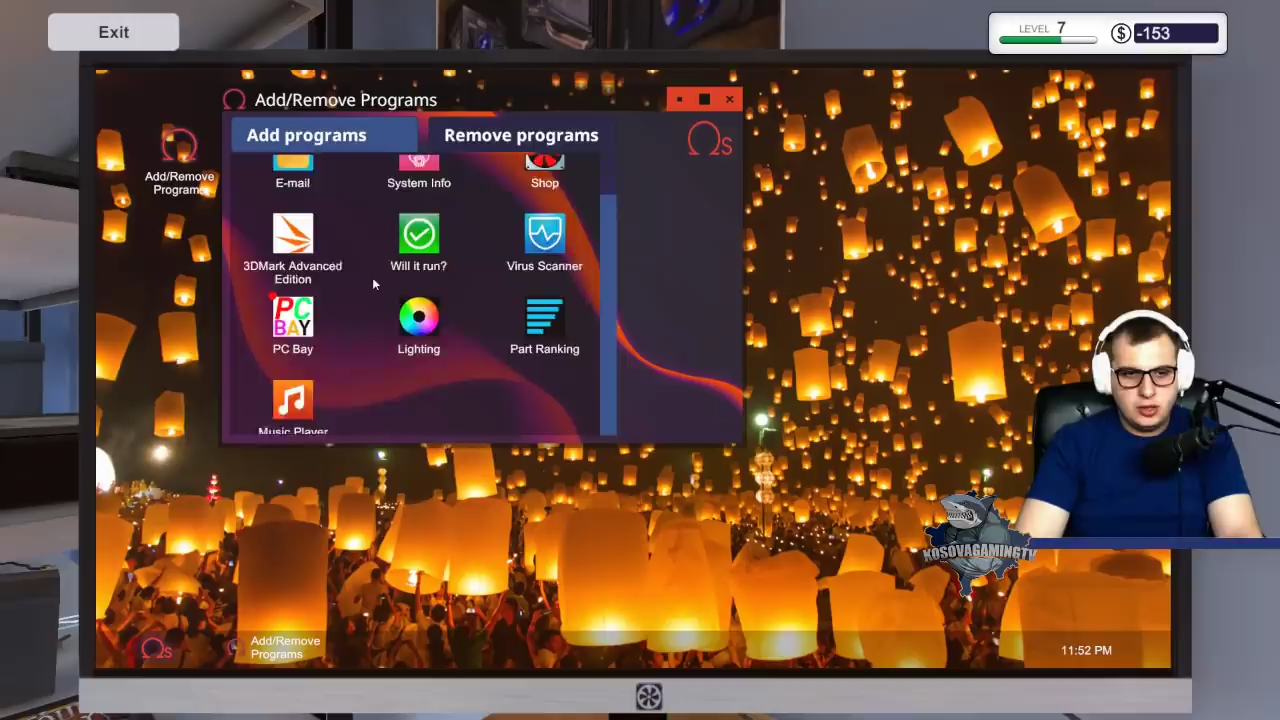 Exit
LEVEL 7
$ -153
Add/Remove Programs
Add programs
Remove programs
Ωs
Add/Remove
Programs
E-mail
System Info
Shop
3DMark Advanced
Edition
Will it run?
Virus Scanner
PC
BAY
PC Bay
Lighting
Part Ranking
Music Player
KOSOVAGAMINGTV
Ωs
Add/Remove
Programs
11:52 PM